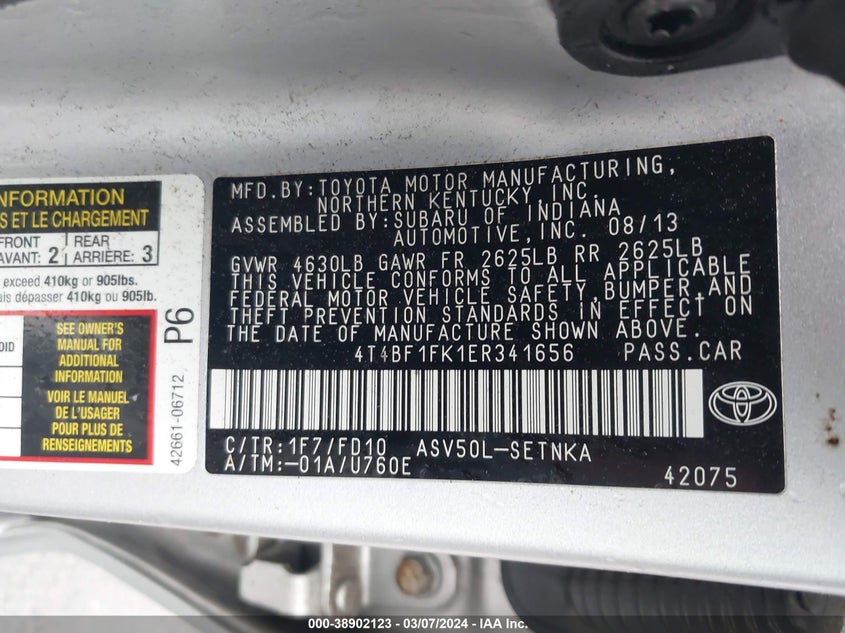 INFORMATION
S ET LE CHARGEMENT
FRONT
AVANT: 2
REAR
ARRIÈRE: 3
exceed 410kg or 905lbs.
ais dépasser 410kg ou 905lb.
OID
SEE OWNER'S
MANUAL FOR
ADDITIONAL
INFORMATION
VOIR LE MANUEL
DE L'USAGER
POUR PLUS DE
RENSEIGNEMENTS
P6
42661-06712
MFD.BY:TOYOTA MOTOR MANUFACTURING,
NORTHERN KENTUCKY, INC.
ASSEMBLED BY:SUBARU OF INDIANA
AUTOMOTIVE,INC. 08/13
GVWR 4630LB GAWR FR 2625LB RR 2625LB
THIS VEHICLE CONFORMS TO ALL APPLICABLE
FEDERAL MOTOR VEHICLE SAFETY,BUMPER,AND
THEFT PREVENTION STANDARDS IN EFFECT ON
THE DATE OF MANUFACTURE SHOWN ABOVE.
4T4BF1FK1ER341656 PASS.CAR
C/TR:1F7/FD10 ASV50L-SETNKA
A/TM:-01A/U760E
42075
000-38902123 - 03/07/2024 - IAA Inc.